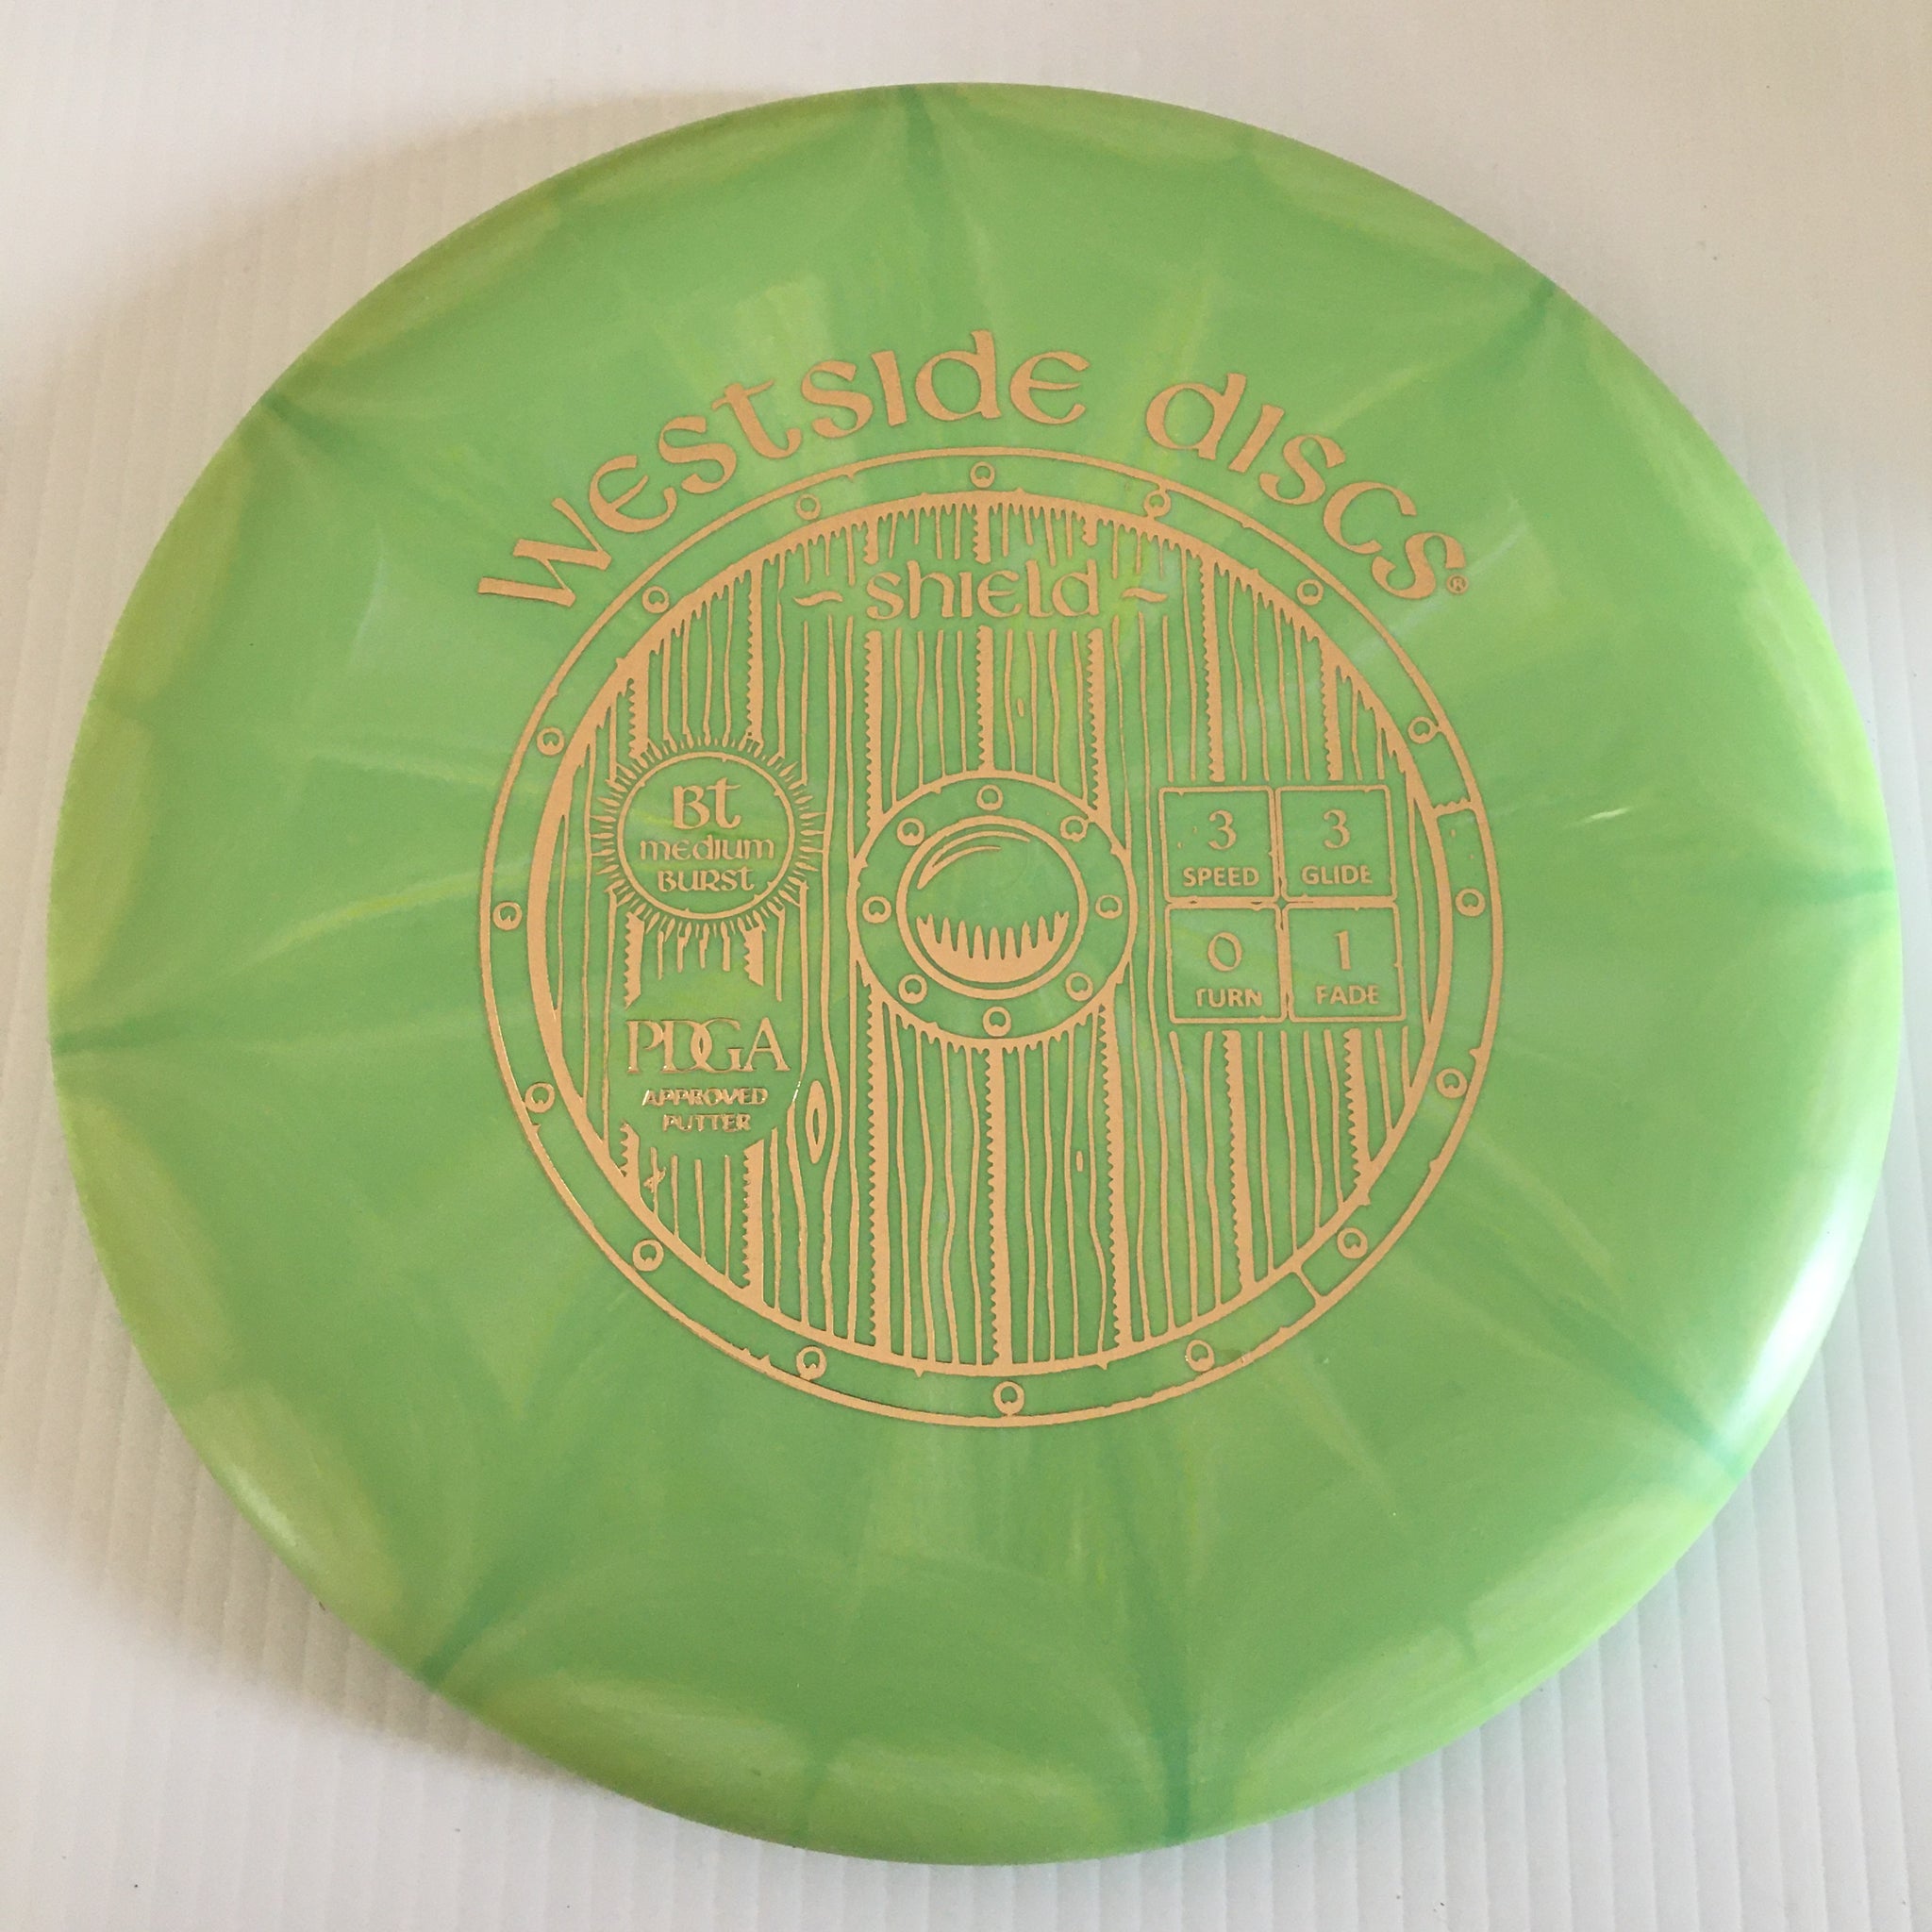 Westside discs®
~ shield ~
Bt
medium
Burst
3 3
SPEED GLIDE
0 1
TURN FADE
PDGA
APPROVED
PUTTER